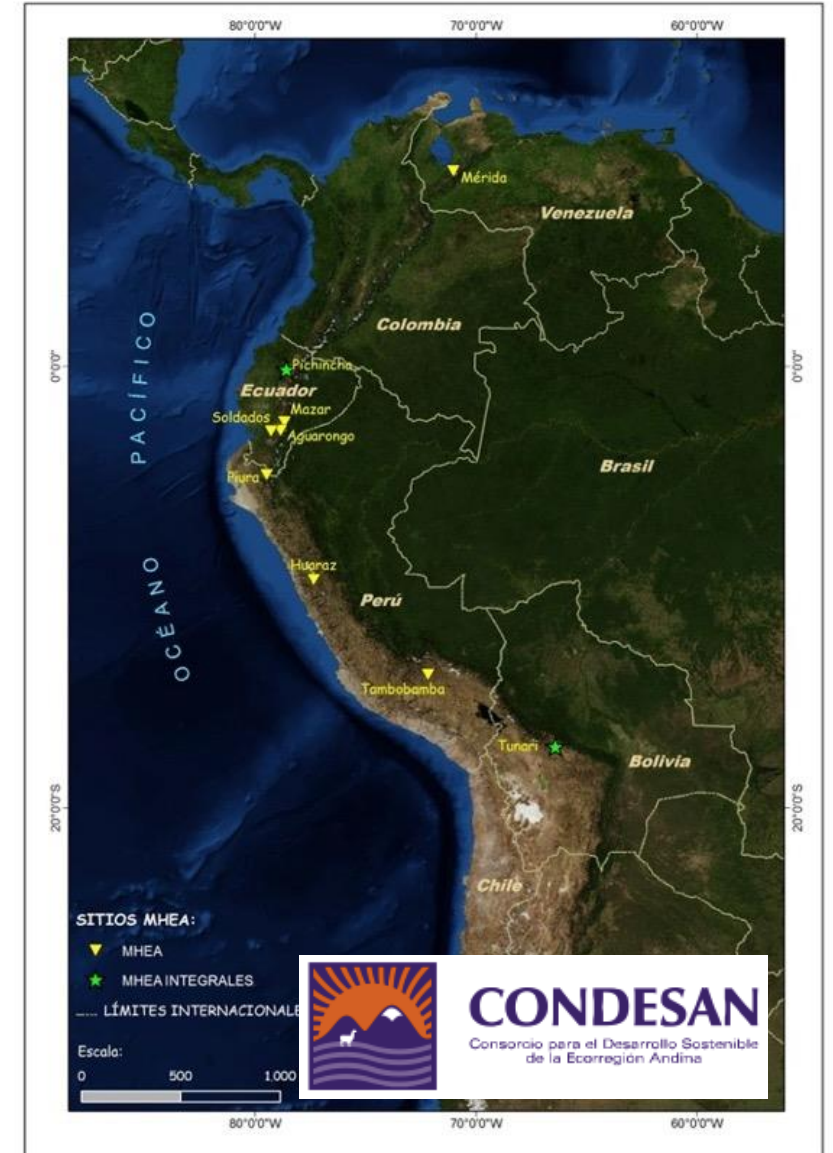 80°0'0"W 70°0'0"W 60°0'0"W
Mérida
Venezuela
Colombia
PACÍFICO
0°0'0" 0°0'0"
Pichincha
Ecuador
Mazar
Soldados
Aguarongo
Brasil
Piura
OCÉANO
Huaraz
Perú
Tambobamba
Tunari
Bolivia
20°0'0"S 20°0'0"S
Chile
SITIOS MHEA:
MHEA
MHEA INTEGRALES
LÍMITES INTERNACIONALE
Escala:
0 500 1.000
CONDESAN
Consorcio para el Desarrollo Sostenible
de la Ecorregión Andina
80°0'0"W 70°0'0"W 60°0'0"W